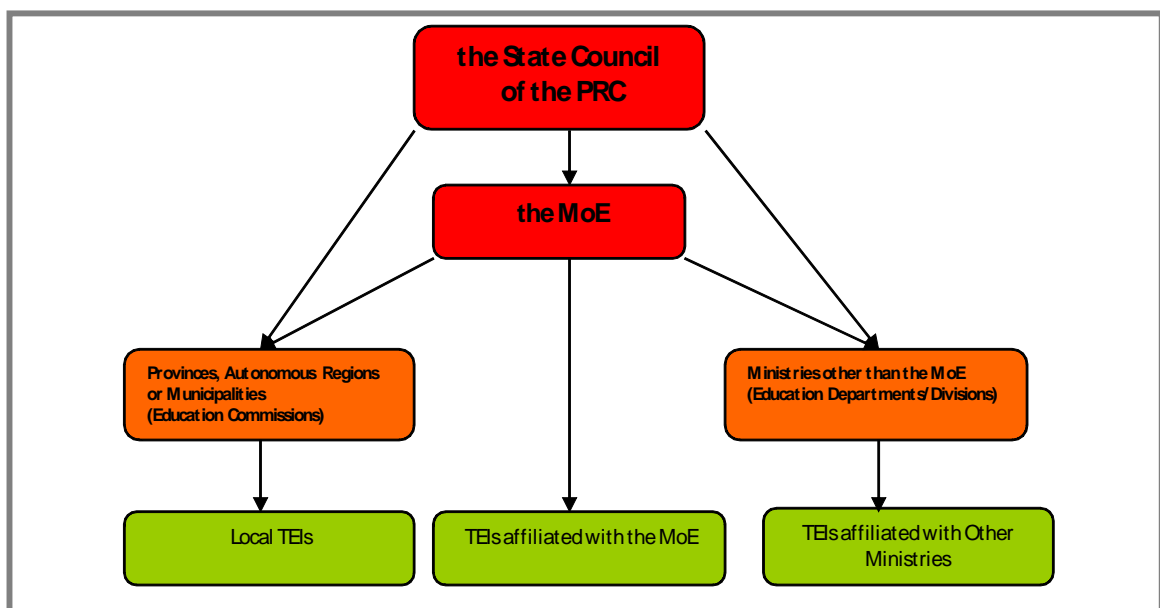 the State Council
of the PRC
the MoE
Provinces, Autonomous Regions
or Municipalities
(Education Commissions)
Ministries other than the MoE
(Education Departments/Divisions)
Local TEIs
TEIs affiliated with the MoE
TEIs affiliated with Other
Ministries